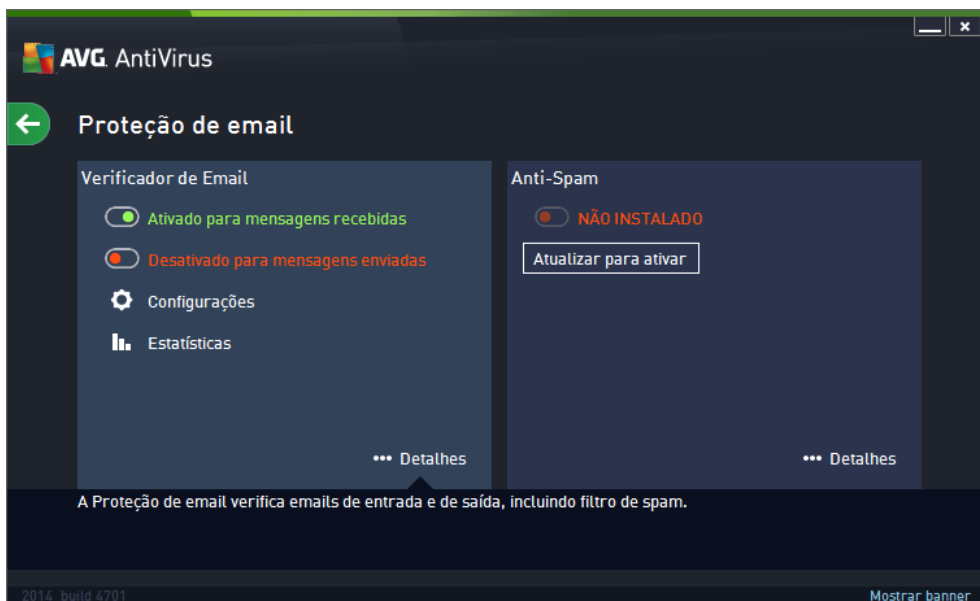 AVG. AntiVirus
Proteção de email
Verificador de Email
Ativado para mensagens recebidas
Desativado para mensagens enviadas
Configurações
Estatísticas
Detalhes
Anti-Spam
NÃO INSTALADO
Atualizar para ativar
Detalhes
A Proteção de email verifica emails de entrada e de saída, incluindo filtro de spam.
2014 build 4701
Mostrar banner